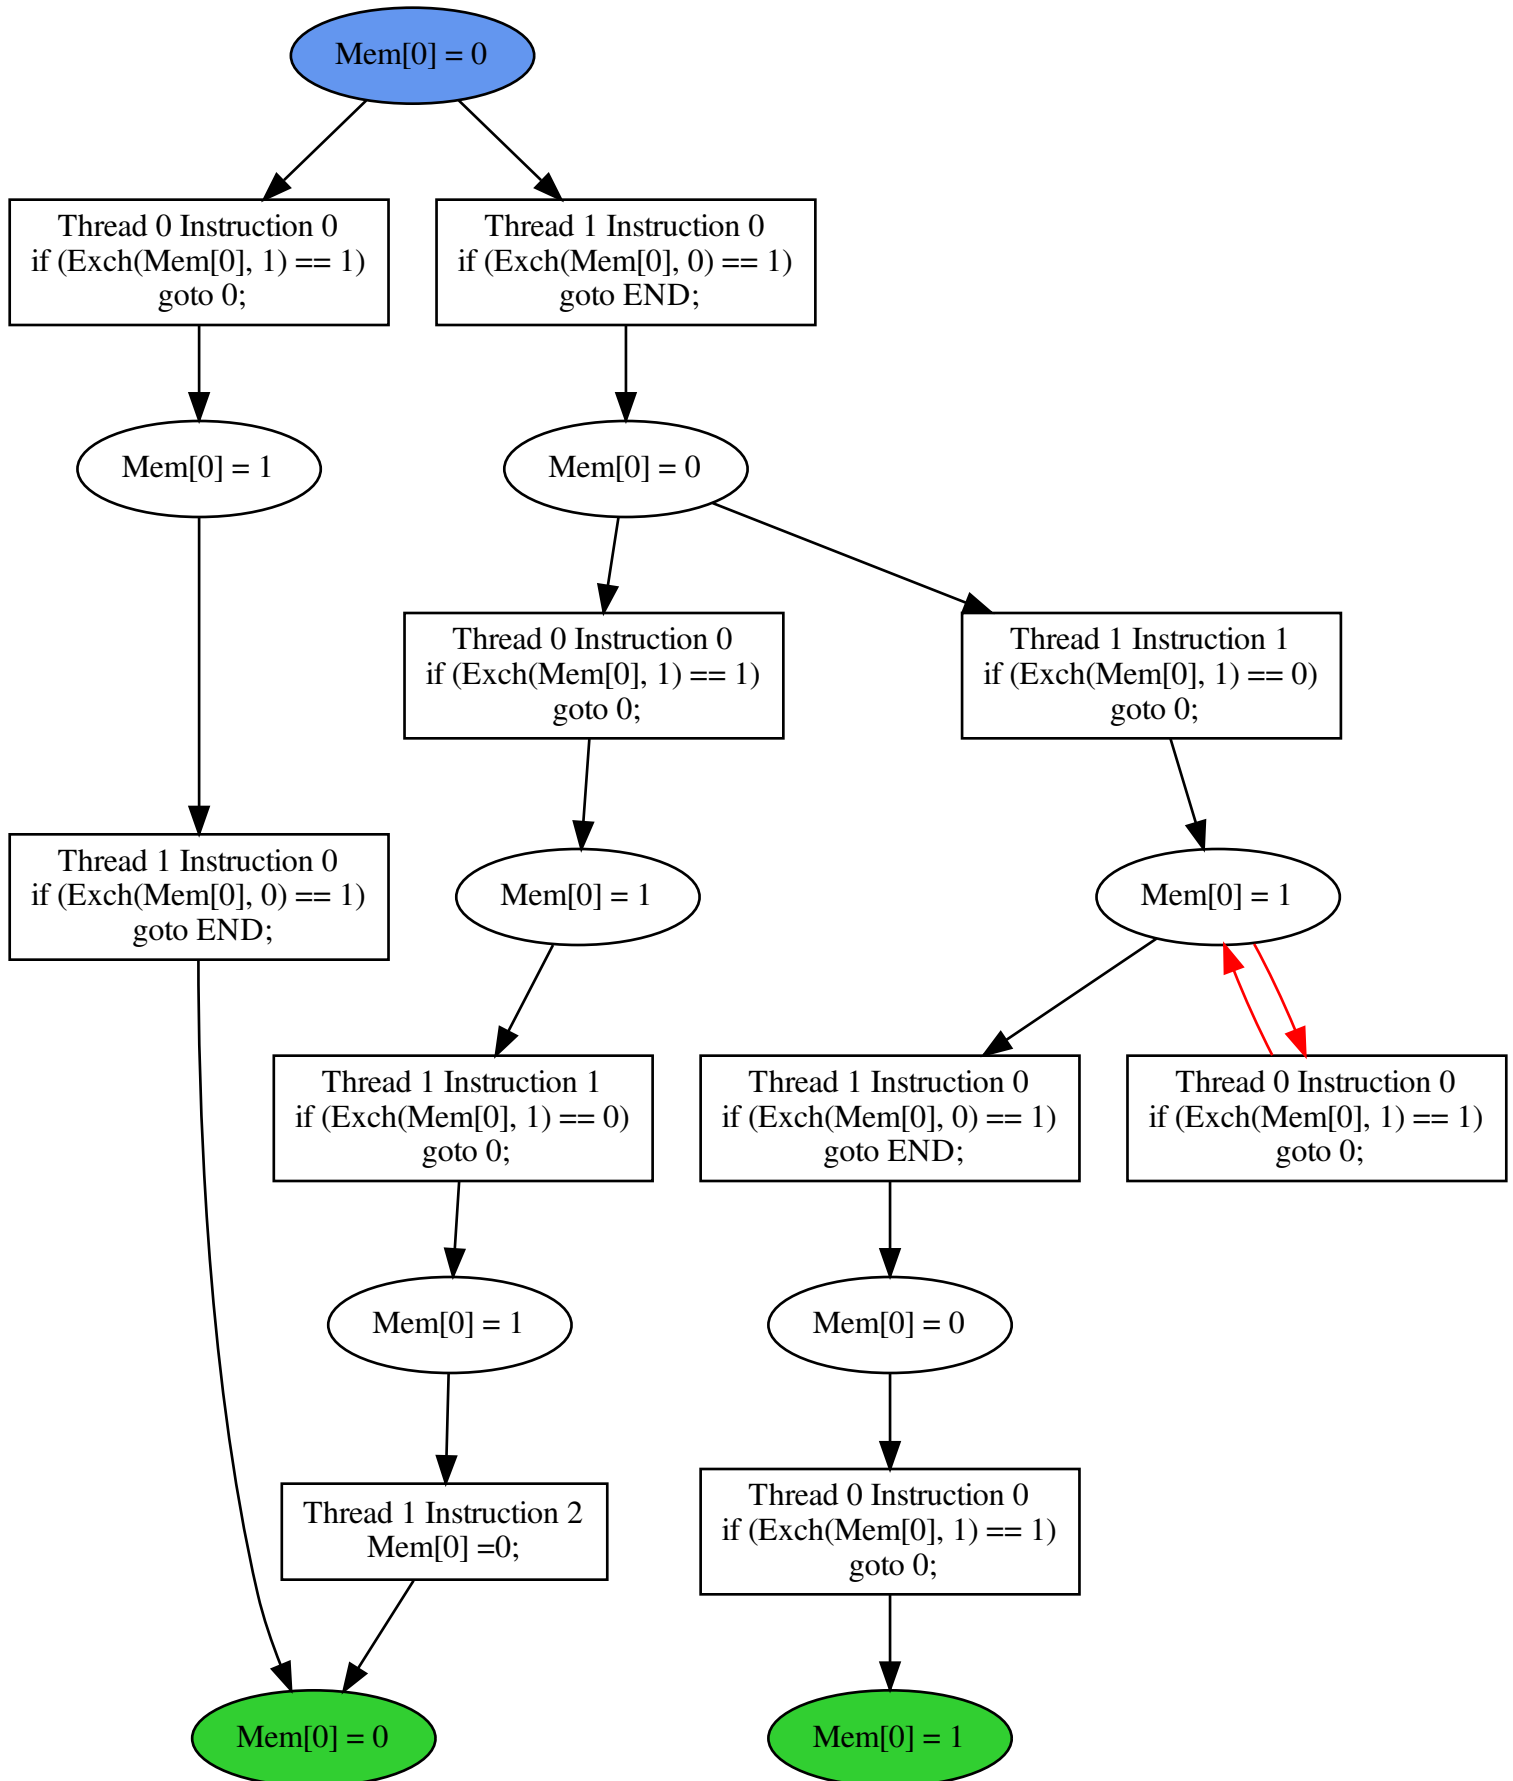 Mem[0] = 0
Thread 0 Instruction 0
if (Exch(Mem[0], 1) == 1)
goto 0;
Thread 1 Instruction 0
if (Exch(Mem[0], 0) == 1)
goto END;
Mem[0] = 1
Mem[0] = 0
Thread 0 Instruction 0
if (Exch(Mem[0], 1) == 1)
goto 0;
Thread 1 Instruction 1
if (Exch(Mem[0], 1) == 0)
goto 0;
Thread 1 Instruction 0
if (Exch(Mem[0], 0) == 1)
goto END;
Mem[0] = 1
Mem[0] = 1
Thread 1 Instruction 1
if (Exch(Mem[0], 1) == 0)
goto 0;
Thread 1 Instruction 0
if (Exch(Mem[0], 0) == 1)
goto END;
Thread 0 Instruction 0
if (Exch(Mem[0], 1) == 1)
goto 0;
Mem[0] = 1
Mem[0] = 0
Thread 1 Instruction 2
Mem[0] =0;
Thread 0 Instruction 0
if (Exch(Mem[0], 1) == 1)
goto 0;
Mem[0] = 0
Mem[0] = 1